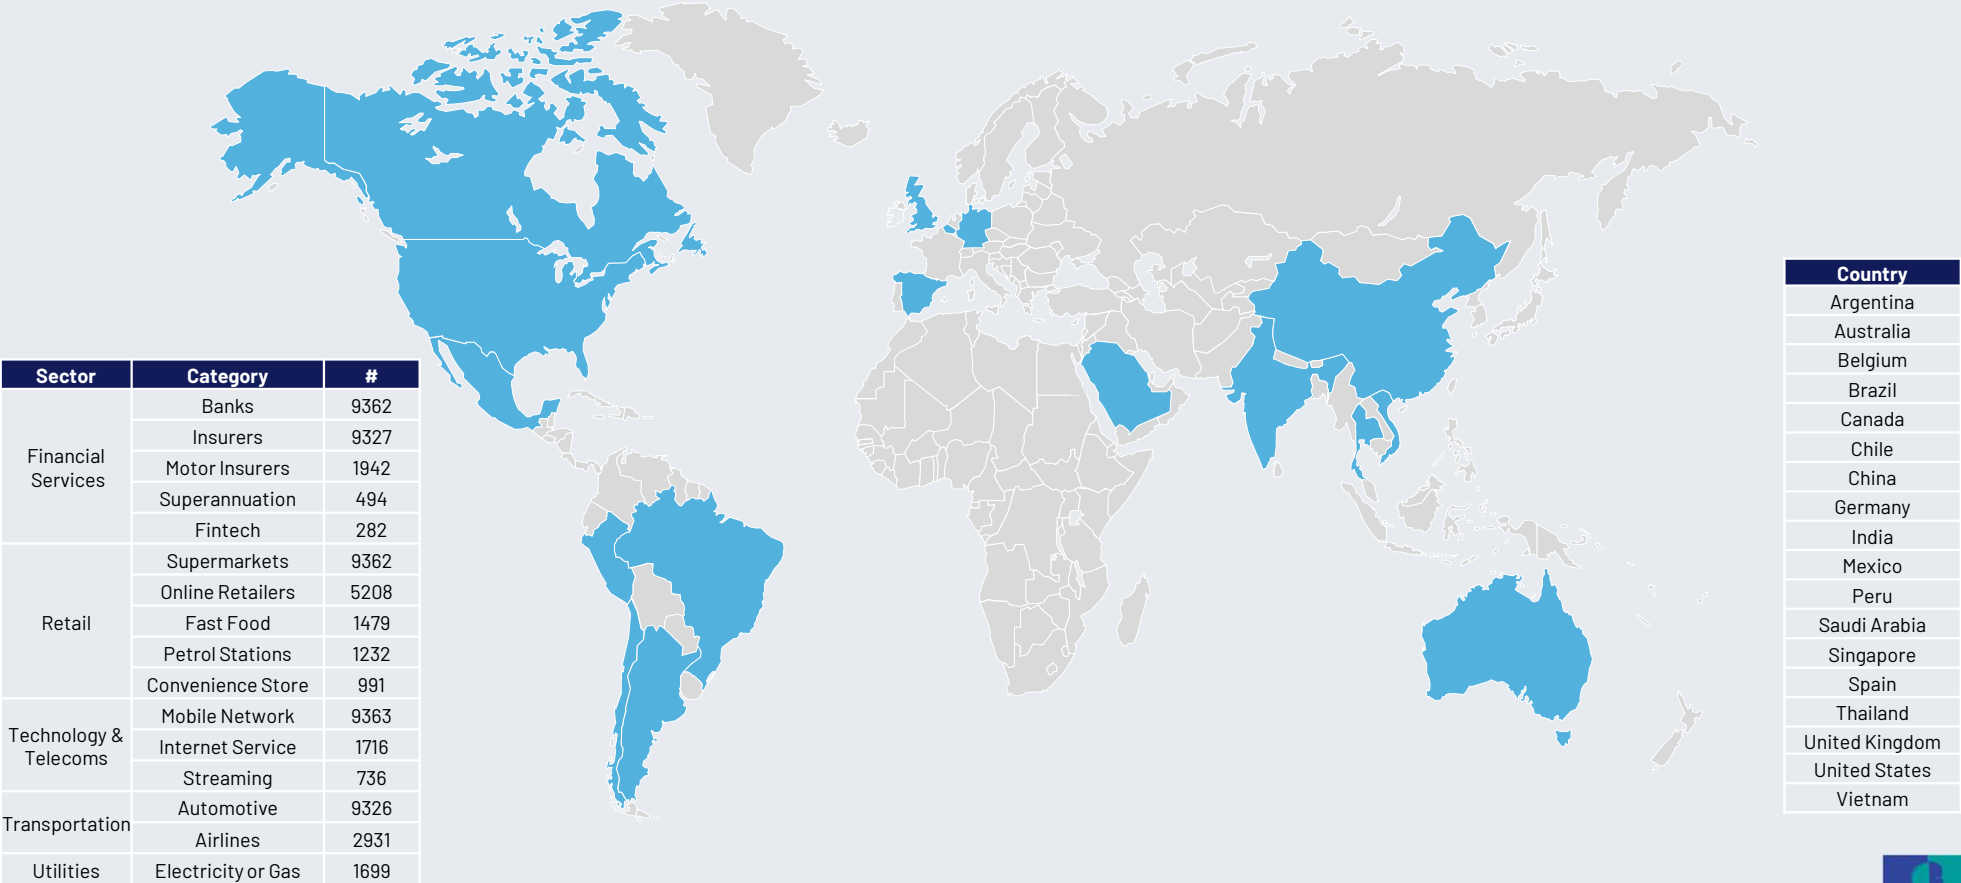 Sector Category #
Financial Services
Banks 9362
Insurers 9327
Motor Insurers 1942
Superannuation 494
Fintech 282
Retail
Supermarkets 9362
Online Retailers 5208
Fast Food 1479
Petrol Stations 1232
Convenience Store 991
Technology &
Telecoms
Mobile Network 9363
Internet Service 1716
Streaming 736
Transportation
Automotive 9326
Airlines 2931
Utilities Electricity or Gas 1699
Country
Argentina
Australia
Belgium
Brazil
Canada
Chile
China
Germany
India
Mexico
Peru
Saudi Arabia
Singapore
Spain
Thailand
United Kingdom
United States
Vietnam